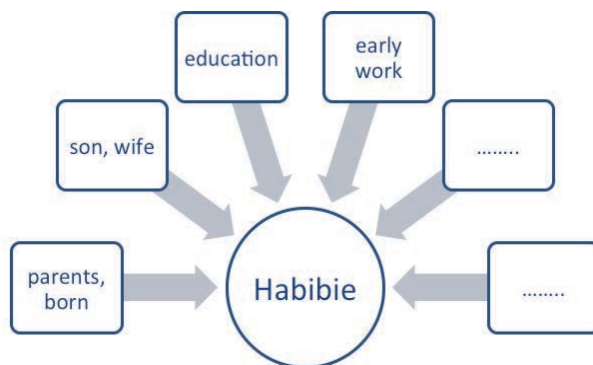 education
early
work
son, wife
........
parents,
born
Habibie
........